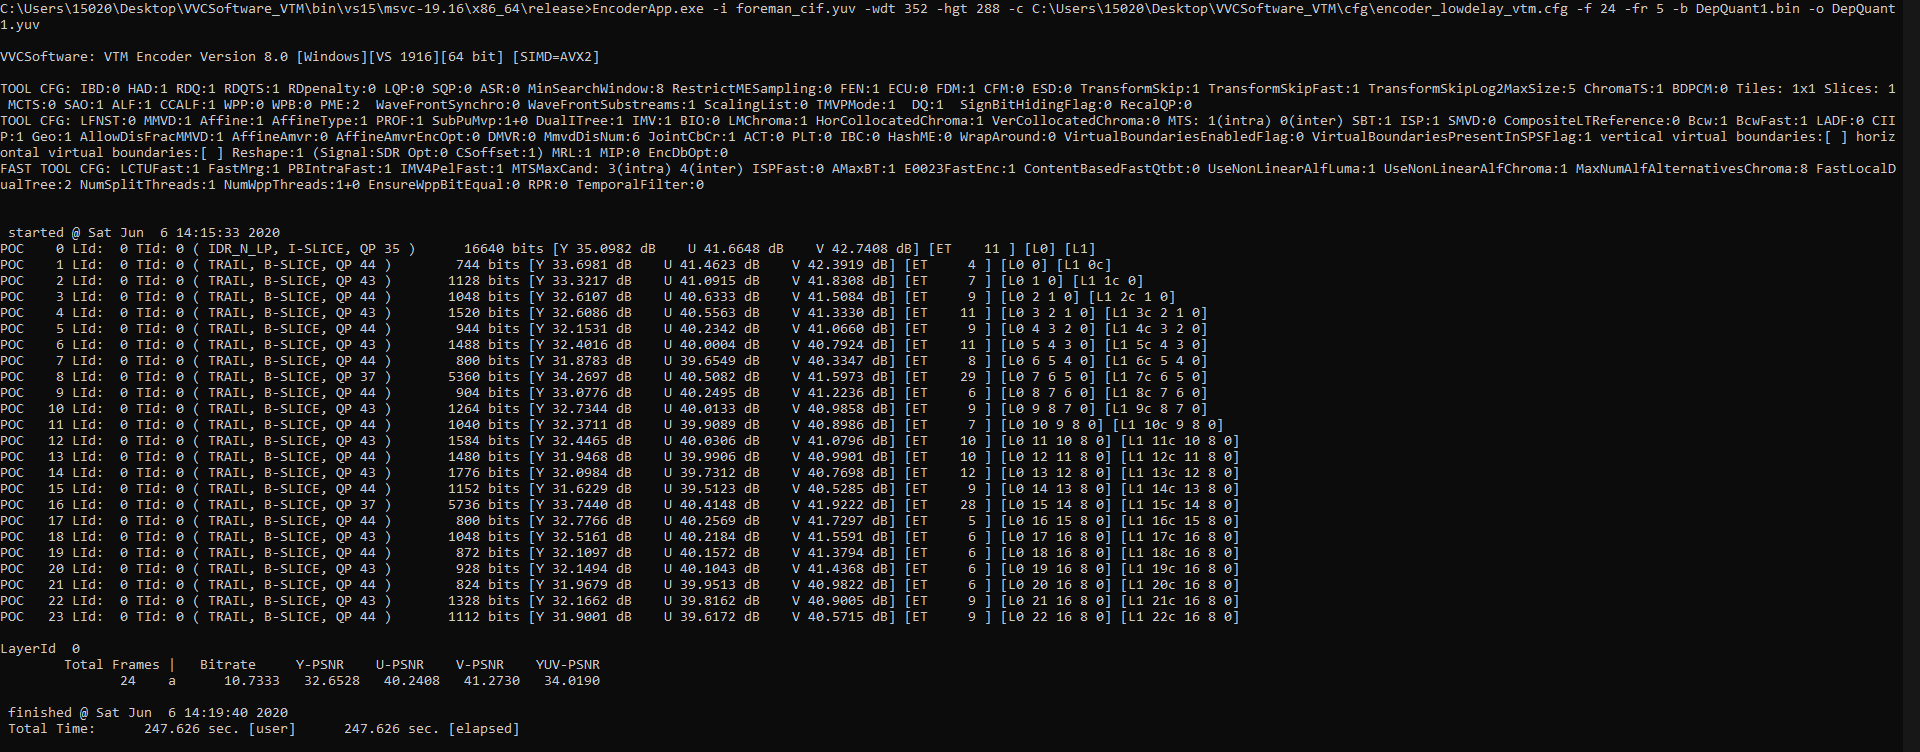 C:\Users\15020\Desktop\VVCSoftware_VTM\bin\vs15\msvc-19.16\x86_64\release>EncoderApp.exe -i foreman_cif.yuv -wdt 352 -hgt 288 -c C:\Users\15020\Desktop\VVCSoftware_VTM\cfg\encoder_lowdelay_vtm.cfg -f 24 -fr 5 -b DepQuant1.bin -o DepQuant
1.yuv
VVCSoftware: VTM Encoder Version 8.0 [Windows][VS 1916][64 bit] [SIMD=AVX2]
TOOL CFG: IBD:0 HAD:1 RDQ:1 RDQTS:1 RDpenalty:0 LQP:0 SQP:0 ASR:0 MinSearchWindow:8 RestrictMESampling:0 FEN:1 ECU:0 FDM:1 CFM:0 ESD:0 TransformSkip:1 TransformSkipFast:1 TransformSkipLog2MaxSize:5 ChromaTS:1 BDPCM:0 Tiles: 1x1 Slices: 1
MCTS:0 SAO:1 ALF:1 CCALF:1 WPP:0 WPB:0 PME:2  WaveFrontSynchro:0 WaveFrontSubstreams:1 ScalingList:0 TMVPMode:1  DQ:1  SignBitHidingFlag:0 RecalQP:0
TOOL CFG: LFNST:0 MMVD:1 Affine:1 AffineType:1 PROF:1 SubPuMvp:1+0 DualITree:1 IMV:1 BIO:0 LMChroma:1 HorCollocatedChroma:1 VerCollocatedChroma:0 MTS: 1(intra) 0(inter) SBT:1 ISP:1 SMVD:0 CompositeLTReference:0 Bcw:1 BcwFast:1 LADF:0 CII
P:1 Geo:1 AllowDisFracMMVD:1 AffineAmvr:0 AffineAmvrEncOpt:0 DMVR:0 MmvdDisNum:6 JointCbCr:1 ACT:0 PLT:0 IBC:0 HashME:0 WrapAround:0 VirtualBoundariesEnabledFlag:0 VirtualBoundariesPresentInSPSFlag:1 vertical virtual boundaries:[ ] horiz
ontal virtual boundaries:[ ] Reshape:1 (Signal:SDR Opt:0 CSoffset:1) MRL:1 MIP:0 EncDbOpt:0
FAST TOOL CFG: LCTUFast:1 FastMrg:1 PBIntraFast:1 IMV4PelFast:1 MTSMaxCand: 3(intra) 4(inter) ISPFast:0 AMaxBT:1 E0023FastEnc:1 ContentBasedFastQtbt:0 UseNonLinearAlfLuma:1 UseNonLinearAlfChroma:1 MaxNumAlfAlternativesChroma:8 FastLocalD
ualTree:2 NumSplitThreads:1 NumWppThreads:1+0 EnsureWppBitEqual:0 RPR:0 TemporalFilter:0
started @ Sat Jun  6 14:15:33 2020
POC    0 LId:  0 TId: 0 ( IDR_N_LP, I-SLICE, QP 35 )      16640 bits [Y 35.0982 dB    U 41.6648 dB    V 42.7408 dB] [ET    11 ] [L0] [L1]
POC    1 LId:  0 TId: 0 ( TRAIL, B-SLICE, QP 44 )        744 bits [Y 33.6981 dB    U 41.4623 dB    V 42.3919 dB] [ET     4 ] [L0 0] [L1 0c]
POC    2 LId:  0 TId: 0 ( TRAIL, B-SLICE, QP 43 )       1128 bits [Y 33.3217 dB    U 41.0915 dB    V 41.8308 dB] [ET     7 ] [L0 1 0] [L1 1c 0]
POC    3 LId:  0 TId: 0 ( TRAIL, B-SLICE, QP 44 )       1048 bits [Y 32.6107 dB    U 40.6333 dB    V 41.5084 dB] [ET     9 ] [L0 2 1 0] [L1 2c 1 0]
POC    4 LId:  0 TId: 0 ( TRAIL, B-SLICE, QP 43 )       1520 bits [Y 32.6086 dB    U 40.5563 dB    V 41.3330 dB] [ET    11 ] [L0 3 2 1 0] [L1 3c 2 1 0]
POC    5 LId:  0 TId: 0 ( TRAIL, B-SLICE, QP 44 )        944 bits [Y 32.1531 dB    U 40.2342 dB    V 41.0660 dB] [ET     9 ] [L0 4 3 2 0] [L1 4c 3 2 0]
POC    6 LId:  0 TId: 0 ( TRAIL, B-SLICE, QP 43 )       1488 bits [Y 32.4016 dB    U 40.0004 dB    V 40.7924 dB] [ET    11 ] [L0 5 4 3 0] [L1 5c 4 3 0]
POC    7 LId:  0 TId: 0 ( TRAIL, B-SLICE, QP 44 )        800 bits [Y 31.8783 dB    U 39.6549 dB    V 40.3347 dB] [ET     8 ] [L0 6 5 4 0] [L1 6c 5 4 0]
POC    8 LId:  0 TId: 0 ( TRAIL, B-SLICE, QP 37 )       5360 bits [Y 34.2697 dB    U 40.5082 dB    V 41.5973 dB] [ET    29 ] [L0 7 6 5 0] [L1 7c 6 5 0]
POC    9 LId:  0 TId: 0 ( TRAIL, B-SLICE, QP 44 )        904 bits [Y 33.0776 dB    U 40.2495 dB    V 41.2236 dB] [ET     6 ] [L0 8 7 6 0] [L1 8c 7 6 0]
POC   10 LId:  0 TId: 0 ( TRAIL, B-SLICE, QP 43 )       1264 bits [Y 32.7344 dB    U 40.0133 dB    V 40.9858 dB] [ET     9 ] [L0 9 8 7 0] [L1 9c 8 7 0]
POC   11 LId:  0 TId: 0 ( TRAIL, B-SLICE, QP 44 )       1040 bits [Y 32.3711 dB    U 39.9089 dB    V 40.8986 dB] [ET     7 ] [L0 10 9 8 0] [L1 10c 9 8 0]
POC   12 LId:  0 TId: 0 ( TRAIL, B-SLICE, QP 43 )       1584 bits [Y 32.4465 dB    U 40.0306 dB    V 41.0796 dB] [ET    10 ] [L0 11 10 8 0] [L1 11c 10 8 0]
POC   13 LId:  0 TId: 0 ( TRAIL, B-SLICE, QP 44 )       1480 bits [Y 31.9468 dB    U 39.9906 dB    V 40.9901 dB] [ET    10 ] [L0 12 11 8 0] [L1 12c 11 8 0]
POC   14 LId:  0 TId: 0 ( TRAIL, B-SLICE, QP 43 )       1776 bits [Y 32.0984 dB    U 39.7312 dB    V 40.7698 dB] [ET    12 ] [L0 13 12 8 0] [L1 13c 12 8 0]
POC   15 LId:  0 TId: 0 ( TRAIL, B-SLICE, QP 44 )       1152 bits [Y 31.6229 dB    U 39.5123 dB    V 40.5285 dB] [ET     9 ] [L0 14 13 8 0] [L1 14c 13 8 0]
POC   16 LId:  0 TId: 0 ( TRAIL, B-SLICE, QP 37 )       5736 bits [Y 33.7440 dB    U 40.4148 dB    V 41.9222 dB] [ET    28 ] [L0 15 14 8 0] [L1 15c 14 8 0]
POC   17 LId:  0 TId: 0 ( TRAIL, B-SLICE, QP 44 )        800 bits [Y 32.7766 dB    U 40.2569 dB    V 41.7297 dB] [ET     5 ] [L0 16 15 8 0] [L1 16c 15 8 0]
POC   18 LId:  0 TId: 0 ( TRAIL, B-SLICE, QP 43 )       1048 bits [Y 32.5161 dB    U 40.2184 dB    V 41.5591 dB] [ET     6 ] [L0 17 16 8 0] [L1 17c 16 8 0]
POC   19 LId:  0 TId: 0 ( TRAIL, B-SLICE, QP 44 )        872 bits [Y 32.1097 dB    U 40.1572 dB    V 41.3794 dB] [ET     6 ] [L0 18 16 8 0] [L1 18c 16 8 0]
POC   20 LId:  0 TId: 0 ( TRAIL, B-SLICE, QP 43 )        928 bits [Y 32.1494 dB    U 40.1043 dB    V 41.4368 dB] [ET     6 ] [L0 19 16 8 0] [L1 19c 16 8 0]
POC   21 LId:  0 TId: 0 ( TRAIL, B-SLICE, QP 44 )        824 bits [Y 31.9679 dB    U 39.9513 dB    V 40.9822 dB] [ET     6 ] [L0 20 16 8 0] [L1 20c 16 8 0]
POC   22 LId:  0 TId: 0 ( TRAIL, B-SLICE, QP 43 )       1328 bits [Y 32.1662 dB    U 39.8162 dB    V 40.9005 dB] [ET     9 ] [L0 21 16 8 0] [L1 21c 16 8 0]
POC   23 LId:  0 TId: 0 ( TRAIL, B-SLICE, QP 44 )       1112 bits [Y 31.9001 dB    U 39.6172 dB    V 40.5715 dB] [ET     9 ] [L0 22 16 8 0] [L1 22c 16 8 0]
LayerId  0
Total Frames |   Bitrate     Y-PSNR    U-PSNR    V-PSNR    YUV-PSNR
24    a      10.7333   32.6528   40.2408   41.2730   34.0190
finished @ Sat Jun  6 14:19:40 2020
Total Time:      247.626 sec. [user]      247.626 sec. [elapsed]